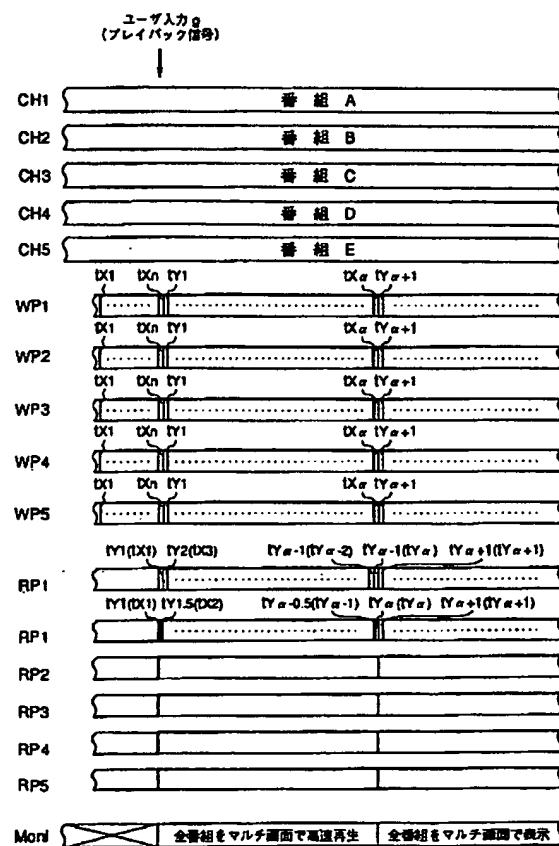 ユーザ入力 g
(プレイバック信号)
CH1 番 組 A
CH2 番 組 B
CH3 番 組 C
CH4 番 組 D
CH5 番 組 E
tX1 tXn tY1 tXα tYα+1
WP1
tX1 tXn tY1 tXα tYα+1
WP2
tX1 tXn tY1 tXα tYα+1
WP3
tX1 tXn tY1 tXα tYα+1
WP4
tX1 tXn tY1 tXα tYα+1
WP5
tY1(tX1) tY2(tX3) tYα-1(tYα-2) tYα-1(tYα) tYα+1(tYα+1)
RP1
tY1(tX1) tY1.5(tX2) tYα-0.5(tYα-1) tYα(tYα) tYα+1(tYα+1)
RP1
RP2
RP3
RP4
RP5
Moni 全番組をマルチ画面で高速再生 全番組をマルチ画面で表示